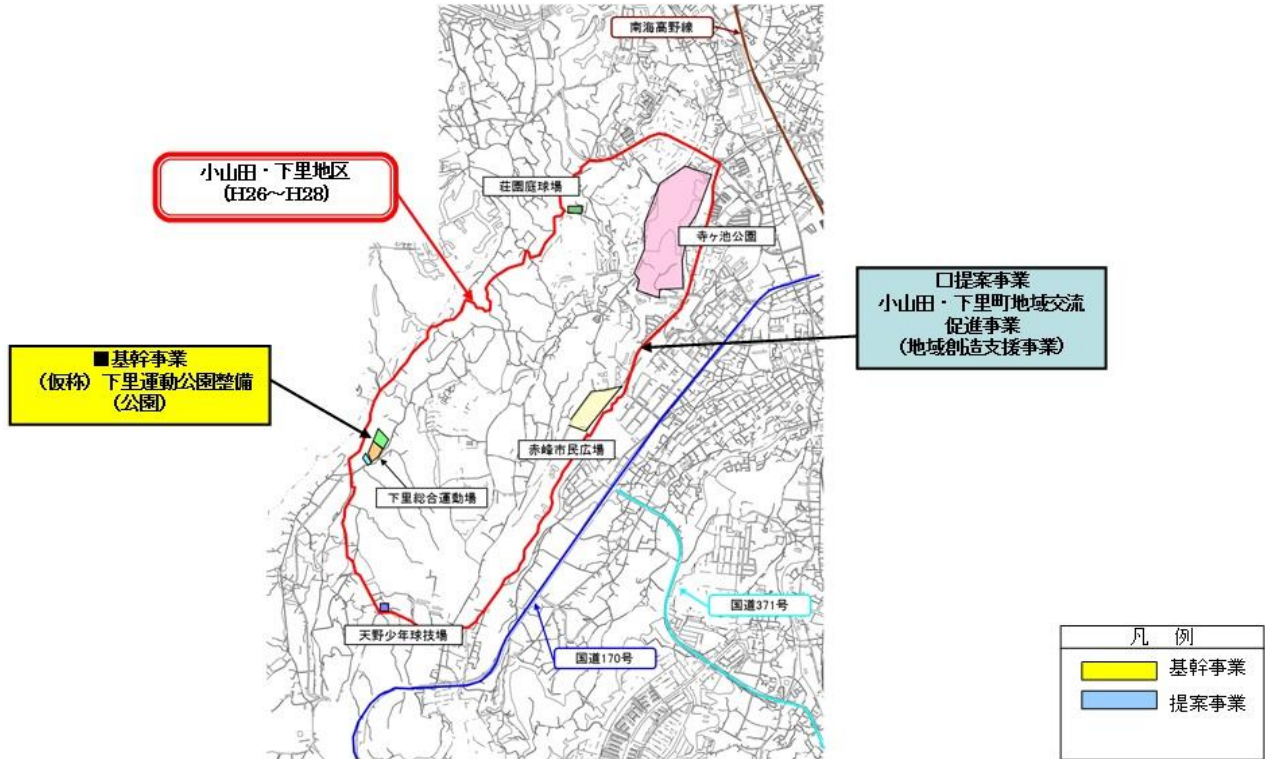 南海高野線
小山田・下里地区
(H26～H28)
荘園庭球場
寺ヶ池公園
□提案事業
小山田・下里町地域交流
促進事業
(地域創造支援事業)
■基幹事業
(仮称)下里運動公園整備
(公園)
赤峰市民広場
下里総合運動場
国道371号
天野少年球技場
国道170号
凡 例
基幹事業
提案事業